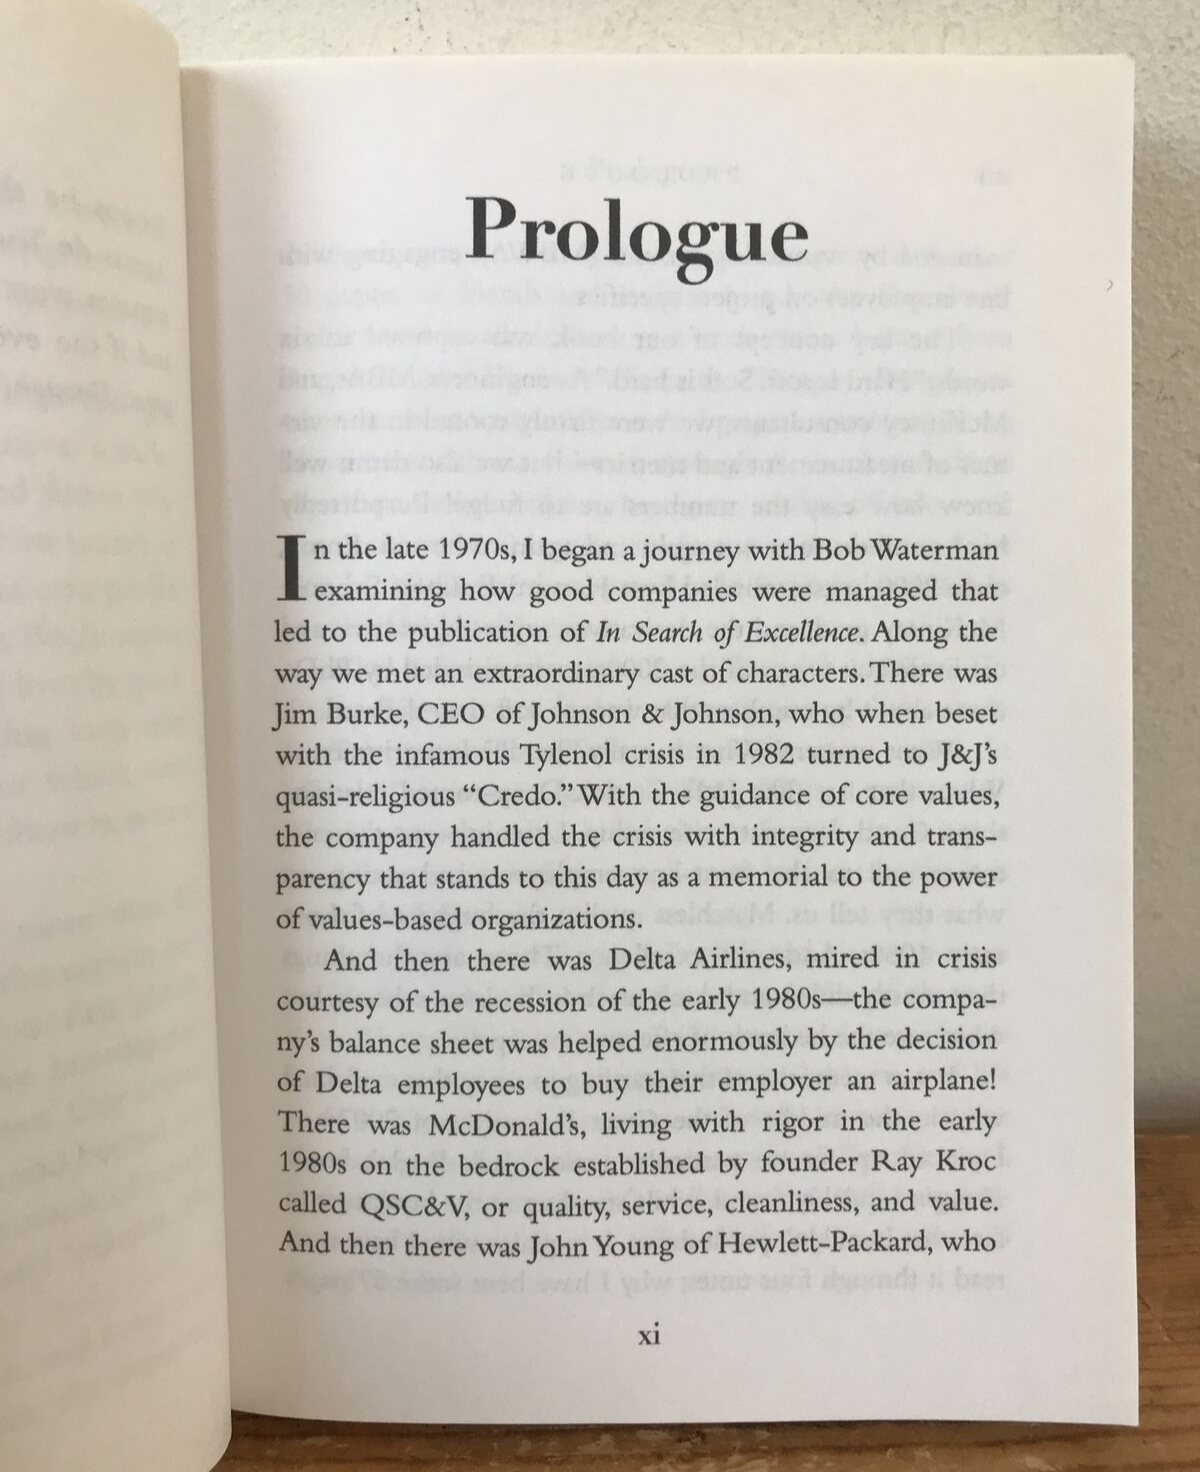 Prologue
In the late 1970s, I began a journey with Bob Waterman
examining how good companies were managed that
led to the publication of In Search of Excellence. Along the
way we met an extraordinary cast of characters. There was
Jim Burke, CEO of Johnson & Johnson, who when beset
with the infamous Tylenol crisis in 1982 turned to J&J’s
quasi-religious “Credo.” With the guidance of core values,
the company handled the crisis with integrity and trans-
parency that stands to this day as a memorial to the power
of values-based organizations.
And then there was Delta Airlines, mired in crisis
courtesy of the recession of the early 1980s—the compa-
ny’s balance sheet was helped enormously by the decision
of Delta employees to buy their employer an airplane!
There was McDonald’s, living with rigor in the early
1980s on the bedrock established by founder Ray Kroc
called QSC&V, or quality, service, cleanliness, and value.
And then there was John Young of Hewlett-Packard, who
xi